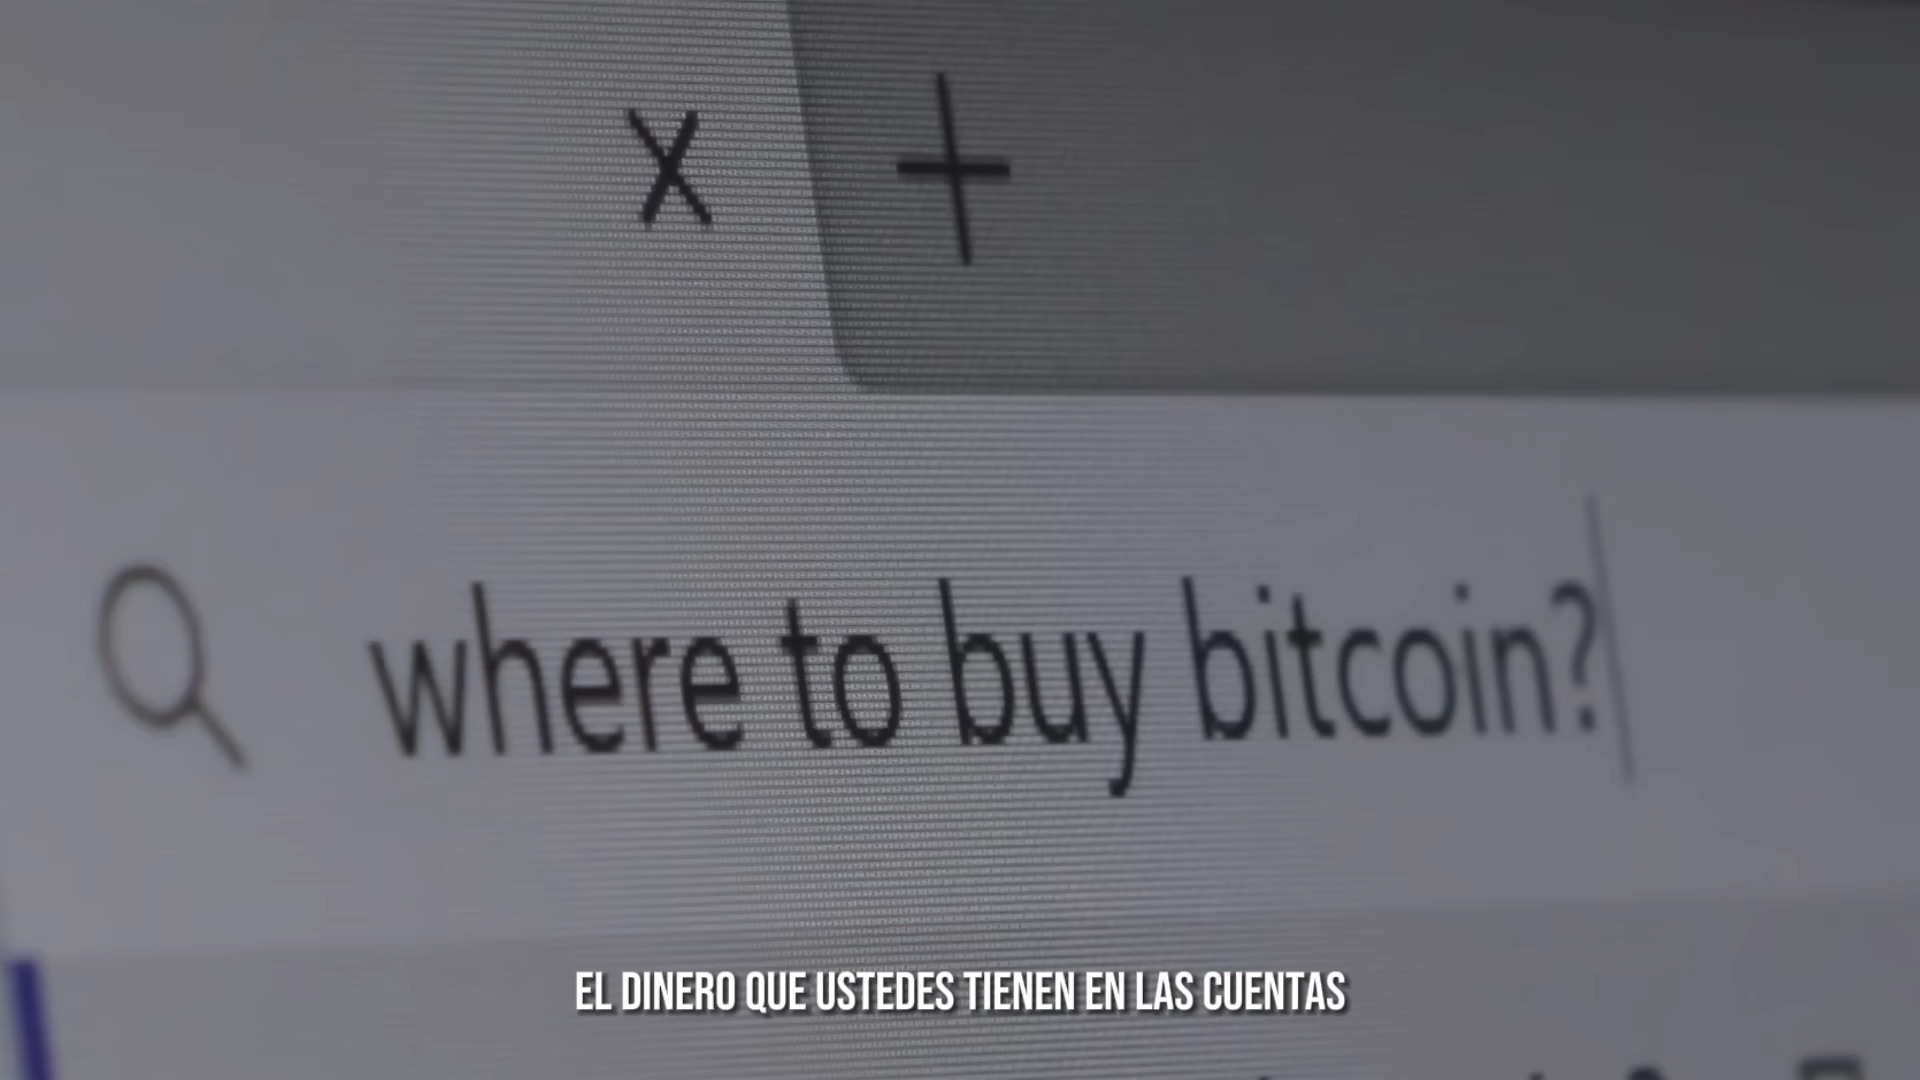 where to buy bitcoin?
EL DINERO QUE USTEDES TIENEN EN LAS CUENTAS